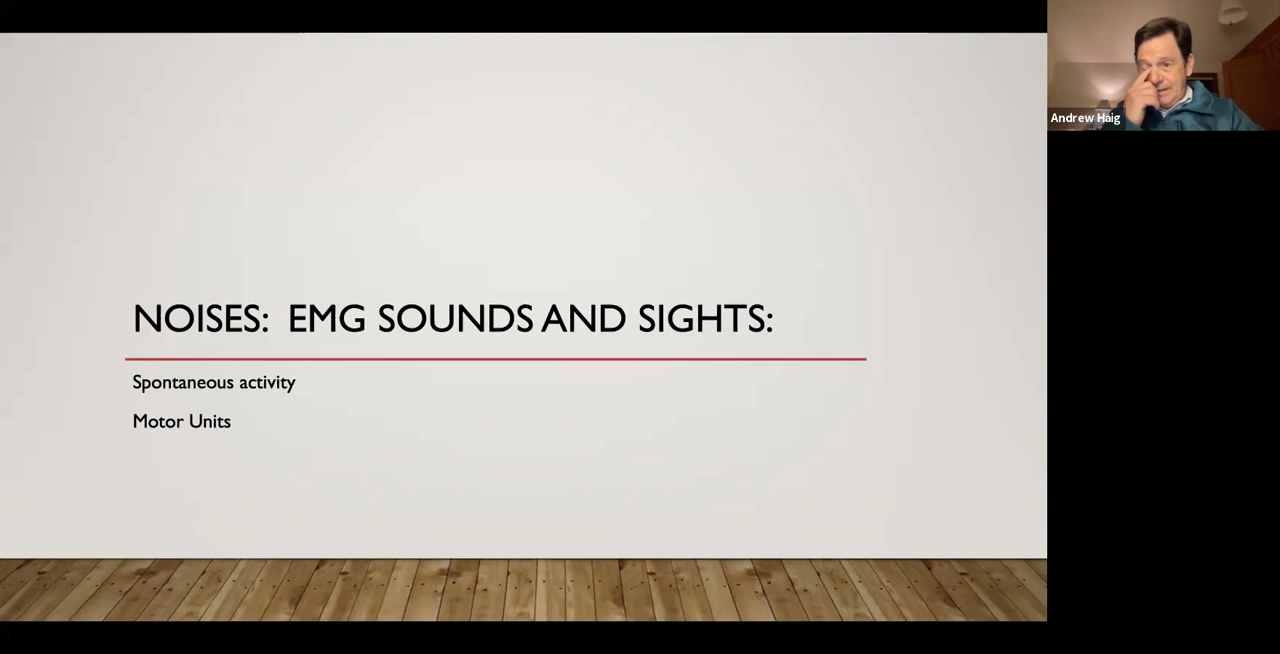 NOISES: EMG SOUNDS AND SIGHTS:
Spontaneous activity
Motor Units
Andrew Haig